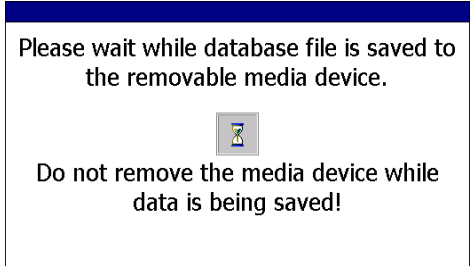 Please wait while database file is saved to
the removable media device.
Do not remove the media device while
data is being saved!